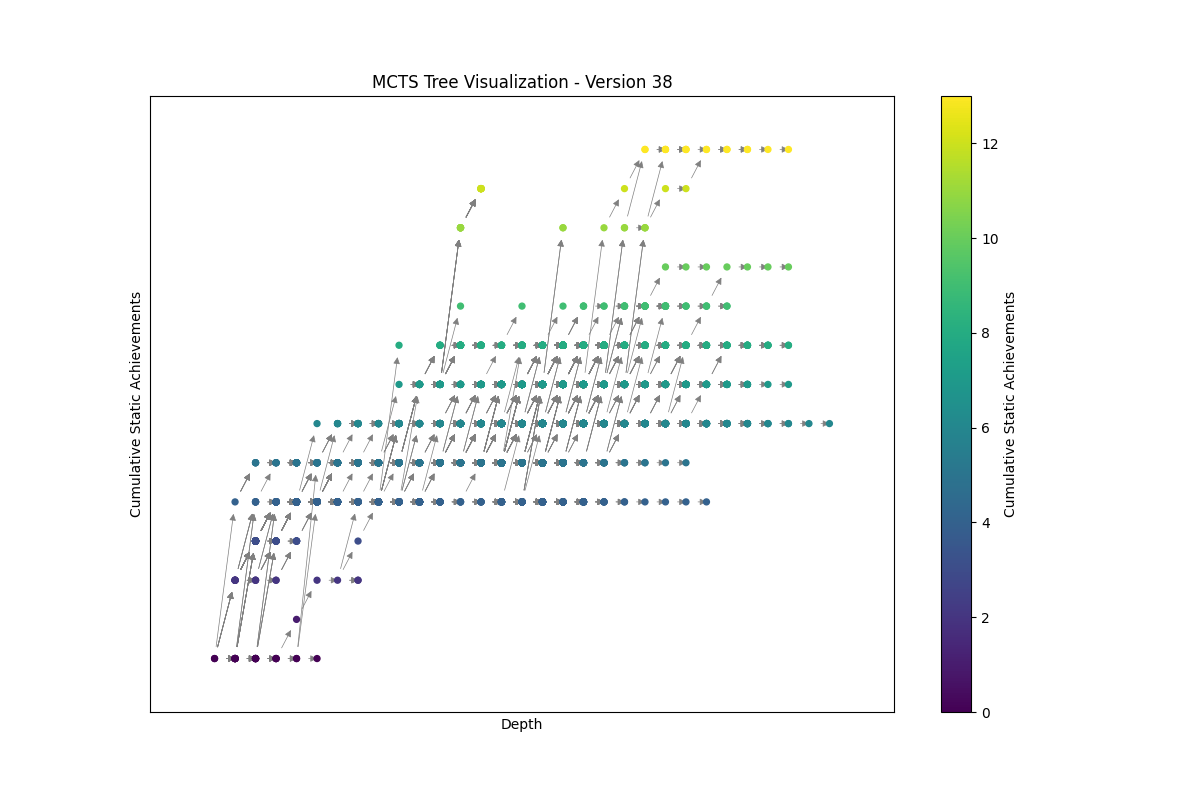 MCTS Tree Visualization - Version 38
Cumulative Static Achievements
Depth
12
10
8
6
4
2
0
Cumulative Static Achievements